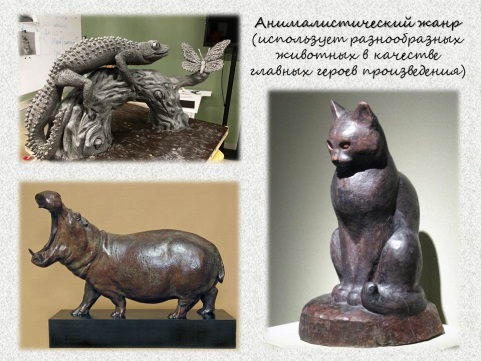 Анималистический жанр
(использует разнообразных
животных в качестве
главных героев произведения)